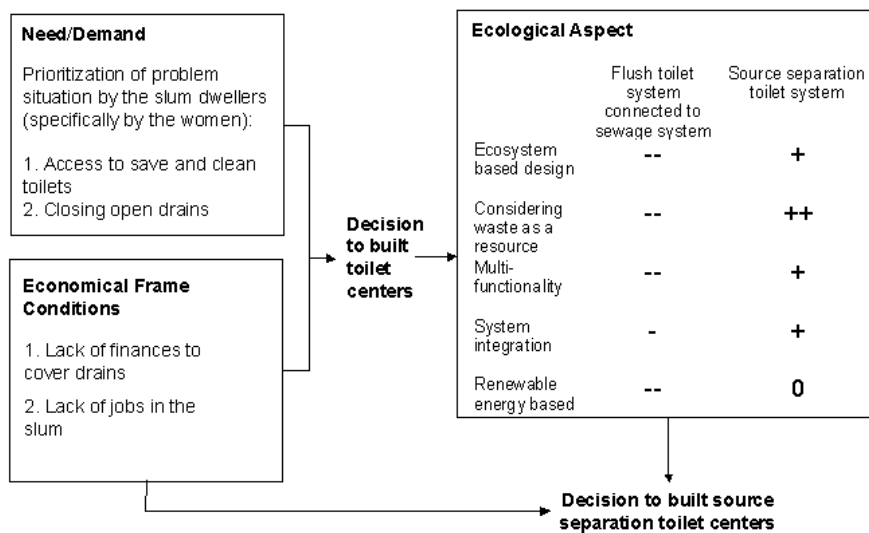 Need/Demand
Prioritization of problem
situation by the slum dwellers
(specifically by the women):
1. Access to save and clean
toilets
2. Closing open drains
Economical Frame
Conditions
1. Lack of finances to
cover drains
2. Lack of jobs in the
slum
Decision
to built
toilet
centers
Ecological Aspect
Flush toilet
system
connected to
sewage system
Source separation
toilet system
Ecosystem
based design
--
+
Considering
waste as a
resource
--
++
Multi-
functionality
--
+
System
integration
-
+
Renewable
energy based
--
0
Decision to built source
separation toilet centers